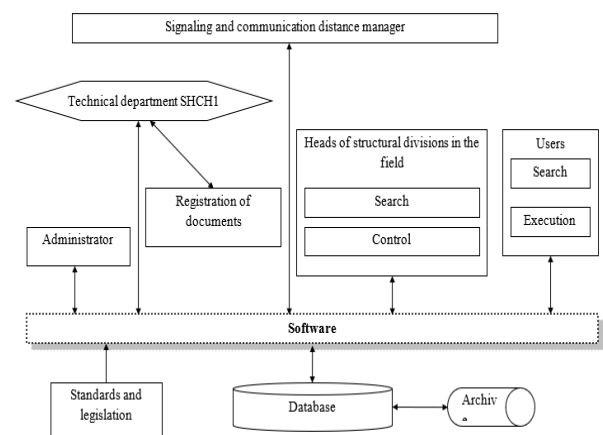 Signaling and communication distance manager
Technical department SHCH1
Heads of structural divisions in the
field
Search
Control
Users
Search
Execution
Registration of
documents
Administrator
Software
Standards and
legislation
Database
Archiv